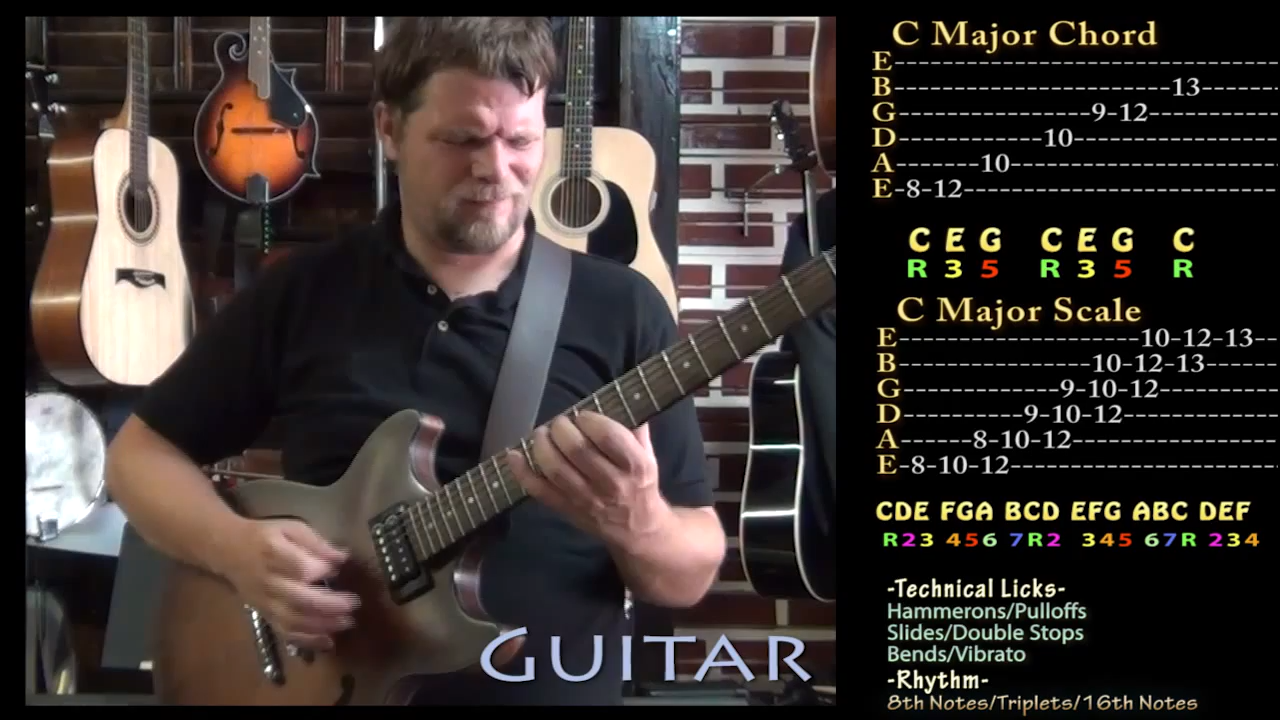 C Major Chord
E------------------------------
B----------------------13------
G---------------9-12-----------
D-----------10-----------------
A------10----------------------
E-8-12-------------------------
C E G C E G C
R 3 5 R 3 5 R
C Major Scale
E-------------------10-12-13--
B---------------10-12-13------
G------------9-10-12----------
D---------9-10-12-------------
A-----8-10-12-----------------
E-8-10-12---------------------
CDE FGA BCD EFG ABC DEF
R23 456 7R2 345 67R 234
-Technical Licks-
Hammerons/Pulloffs
Slides/Double Stops
Bends/Vibrato
-Rhythm-
8th Notes/Triplets/16th Notes
GUITAR